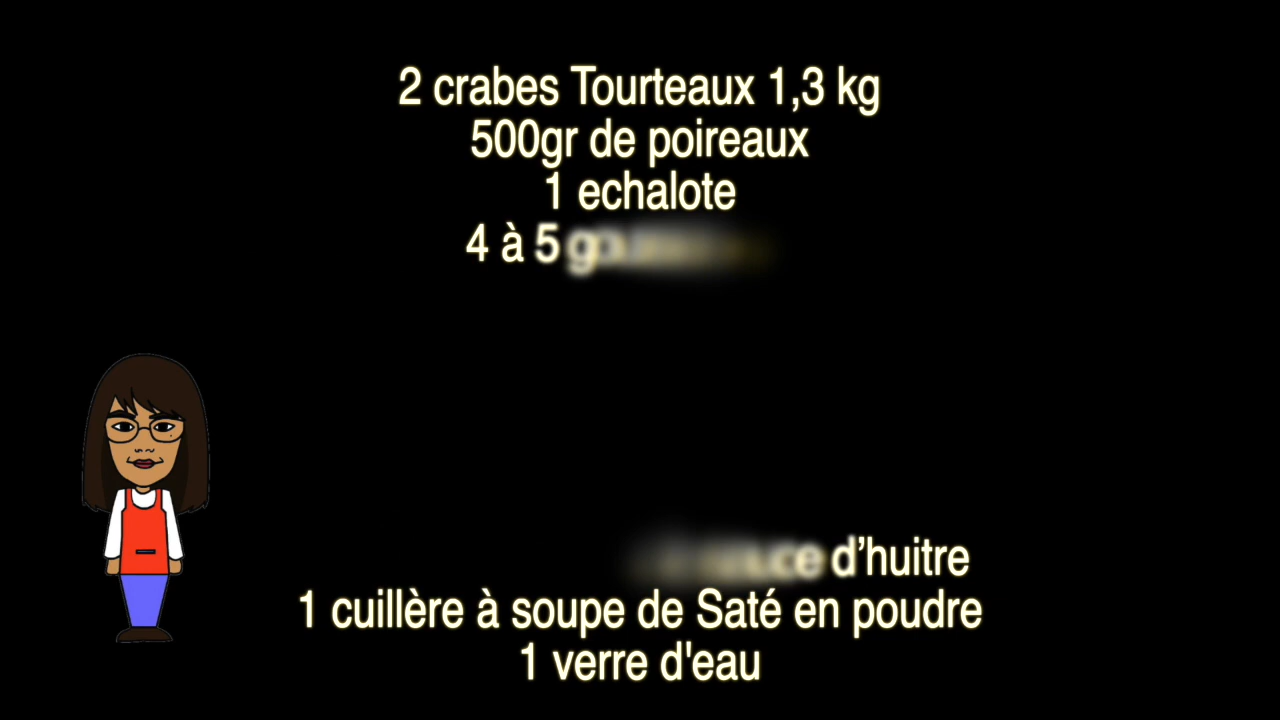 2 crabes Tourteaux 1,3 kg
500gr de poireaux
1 echalote
4 à 5
sauce d’huitre
1 cuillère à soupe de Saté en poudre
1 verre d'eau